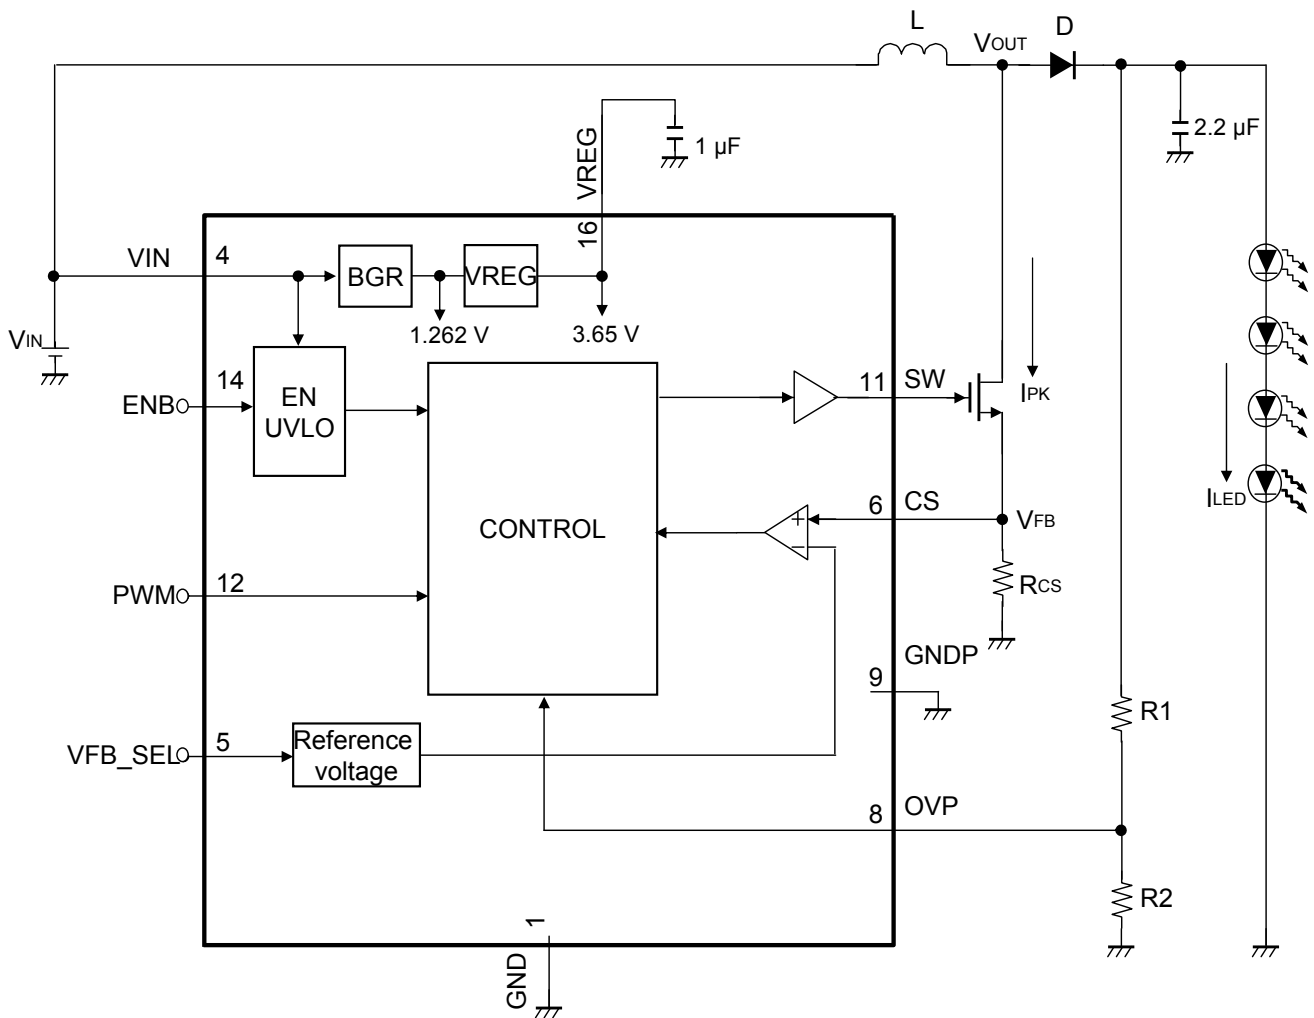 L
VOUT
D
2.2 µF
1 µF
VREG
16
VIN
4
BGR
VREG
1.262 V
3.65 V
VIN
14
ENB
EN
UVLO
11
SW
IPK
ILED
CONTROL
6
CS
+
−
VFB
RCS
PWM
12
GNDP
9
R1
VFB_SEL
5
Reference
voltage
8
OVP
R2
1
GND